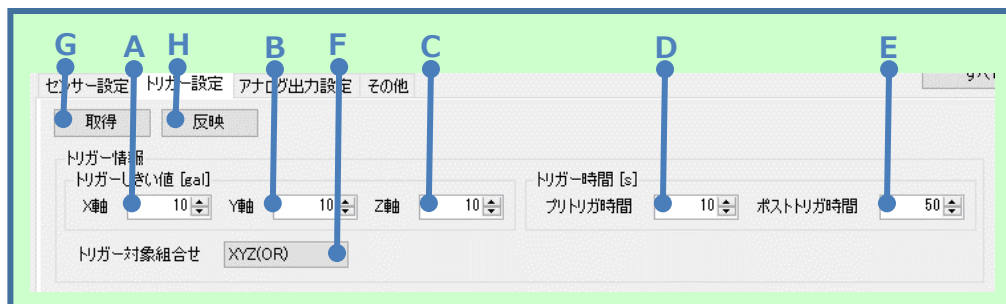 G A H B F C D E
センサー設定 トリガー設定 アナログ出力設定 その他
取得 反映
トリガー情報
トリガーしきい値 [gal] トリガー時間 [s]
X軸 10 Y軸 10 Z軸 10 プリトリガ時間 10 ポストトリガ時間 50
トリガー対象組合せ XYZ(OR)